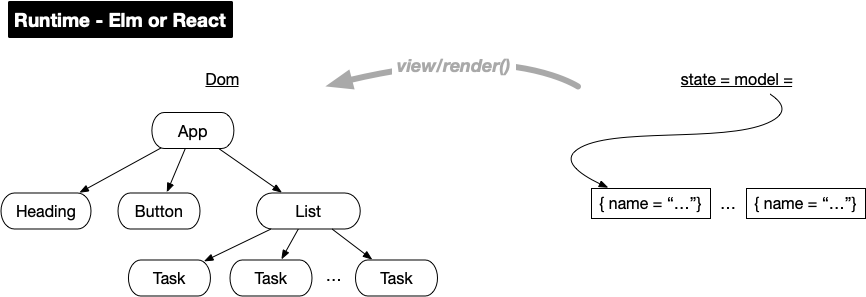 Runtime - Elm or React
view/render()
Dom
state = model =
App
Heading
Button
List
{ name = “...”}
...
{ name = “...”}
Task
Task
...
Task